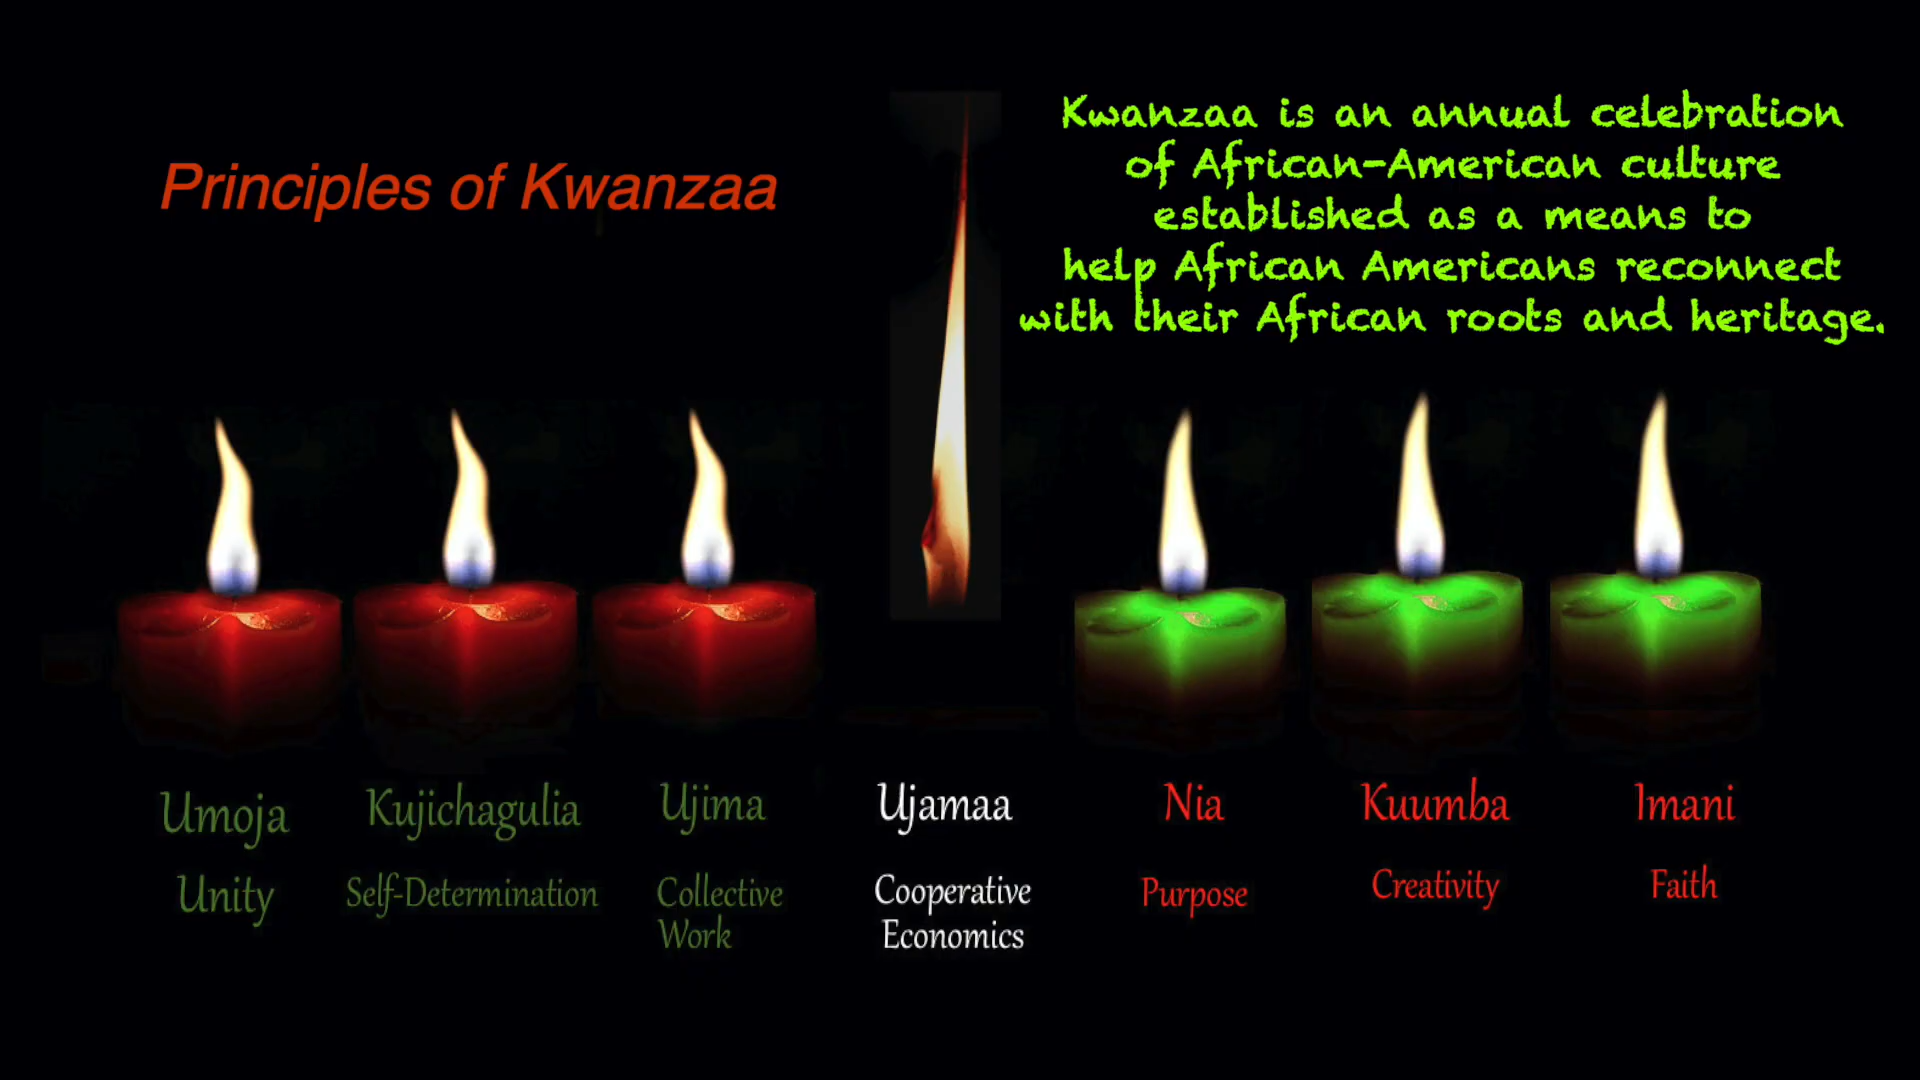 Principles of Kwanzaa
Kwanzaa is an annual celebration
of African-American culture
established as a means to
help African Americans reconnect
with their African roots and heritage.
Umoja
Unity
Kujichagulia
Self-Determination
Ujima
Collective
Work
Ujamaa
Cooperative
Economics
Nia
Purpose
Kuumba
Creativity
Imani
Faith